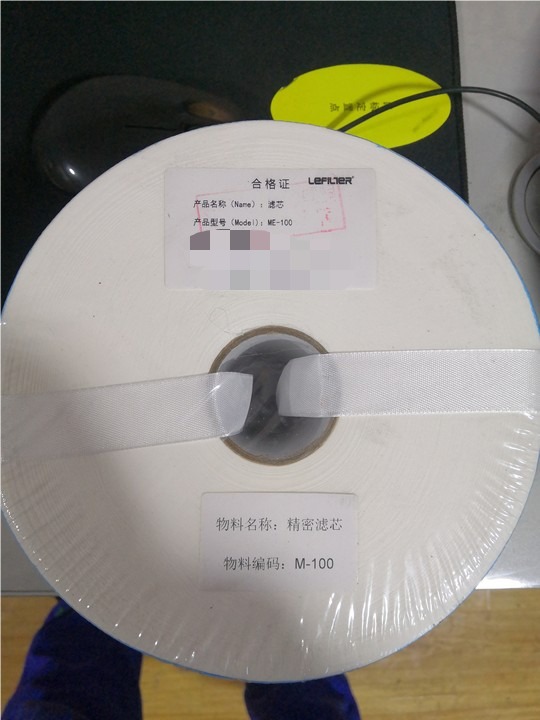 合格证 LEFILTER®
产品名称（Name）：滤芯
产品型号（Model）：ME-100
物料名称：精密滤芯
物料编码：M-100